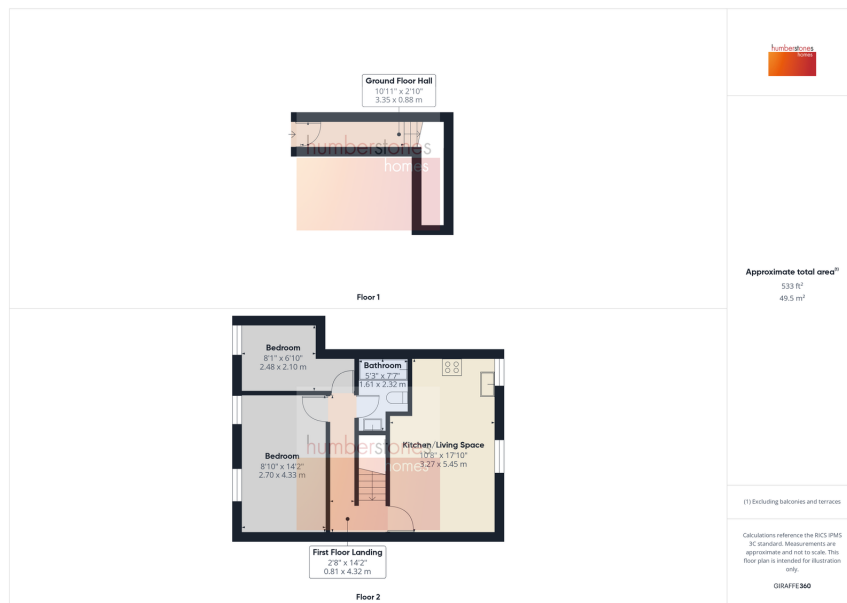 humberstones
homes
Ground Floor Hall
10'11" x 2'10"
3.35 x 0.88 m
humberstones
homes
Floor 1
Approximate total area(1)
533 ft²
49.5 m²
Bedroom
8'1" x 6'10"
2.48 x 2.10 m
Bathroom
5'3" x 7'7"
1.61 x 2.32 m
Kitchen/Living Space
10'8" x 17'10"
3.27 x 5.45 m
humberstones
homes
Bedroom
8'10" x 14'2"
2.70 x 4.33 m
First Floor Landing
2'8" x 14'2"
0.81 x 4.32 m
Floor 2
(1) Excluding balconies and terraces
Calculations reference the RICS IPMS
3C standard. Measurements are
approximate and not to scale. This
floor plan is intended for illustration
only.
GIRAFFE360